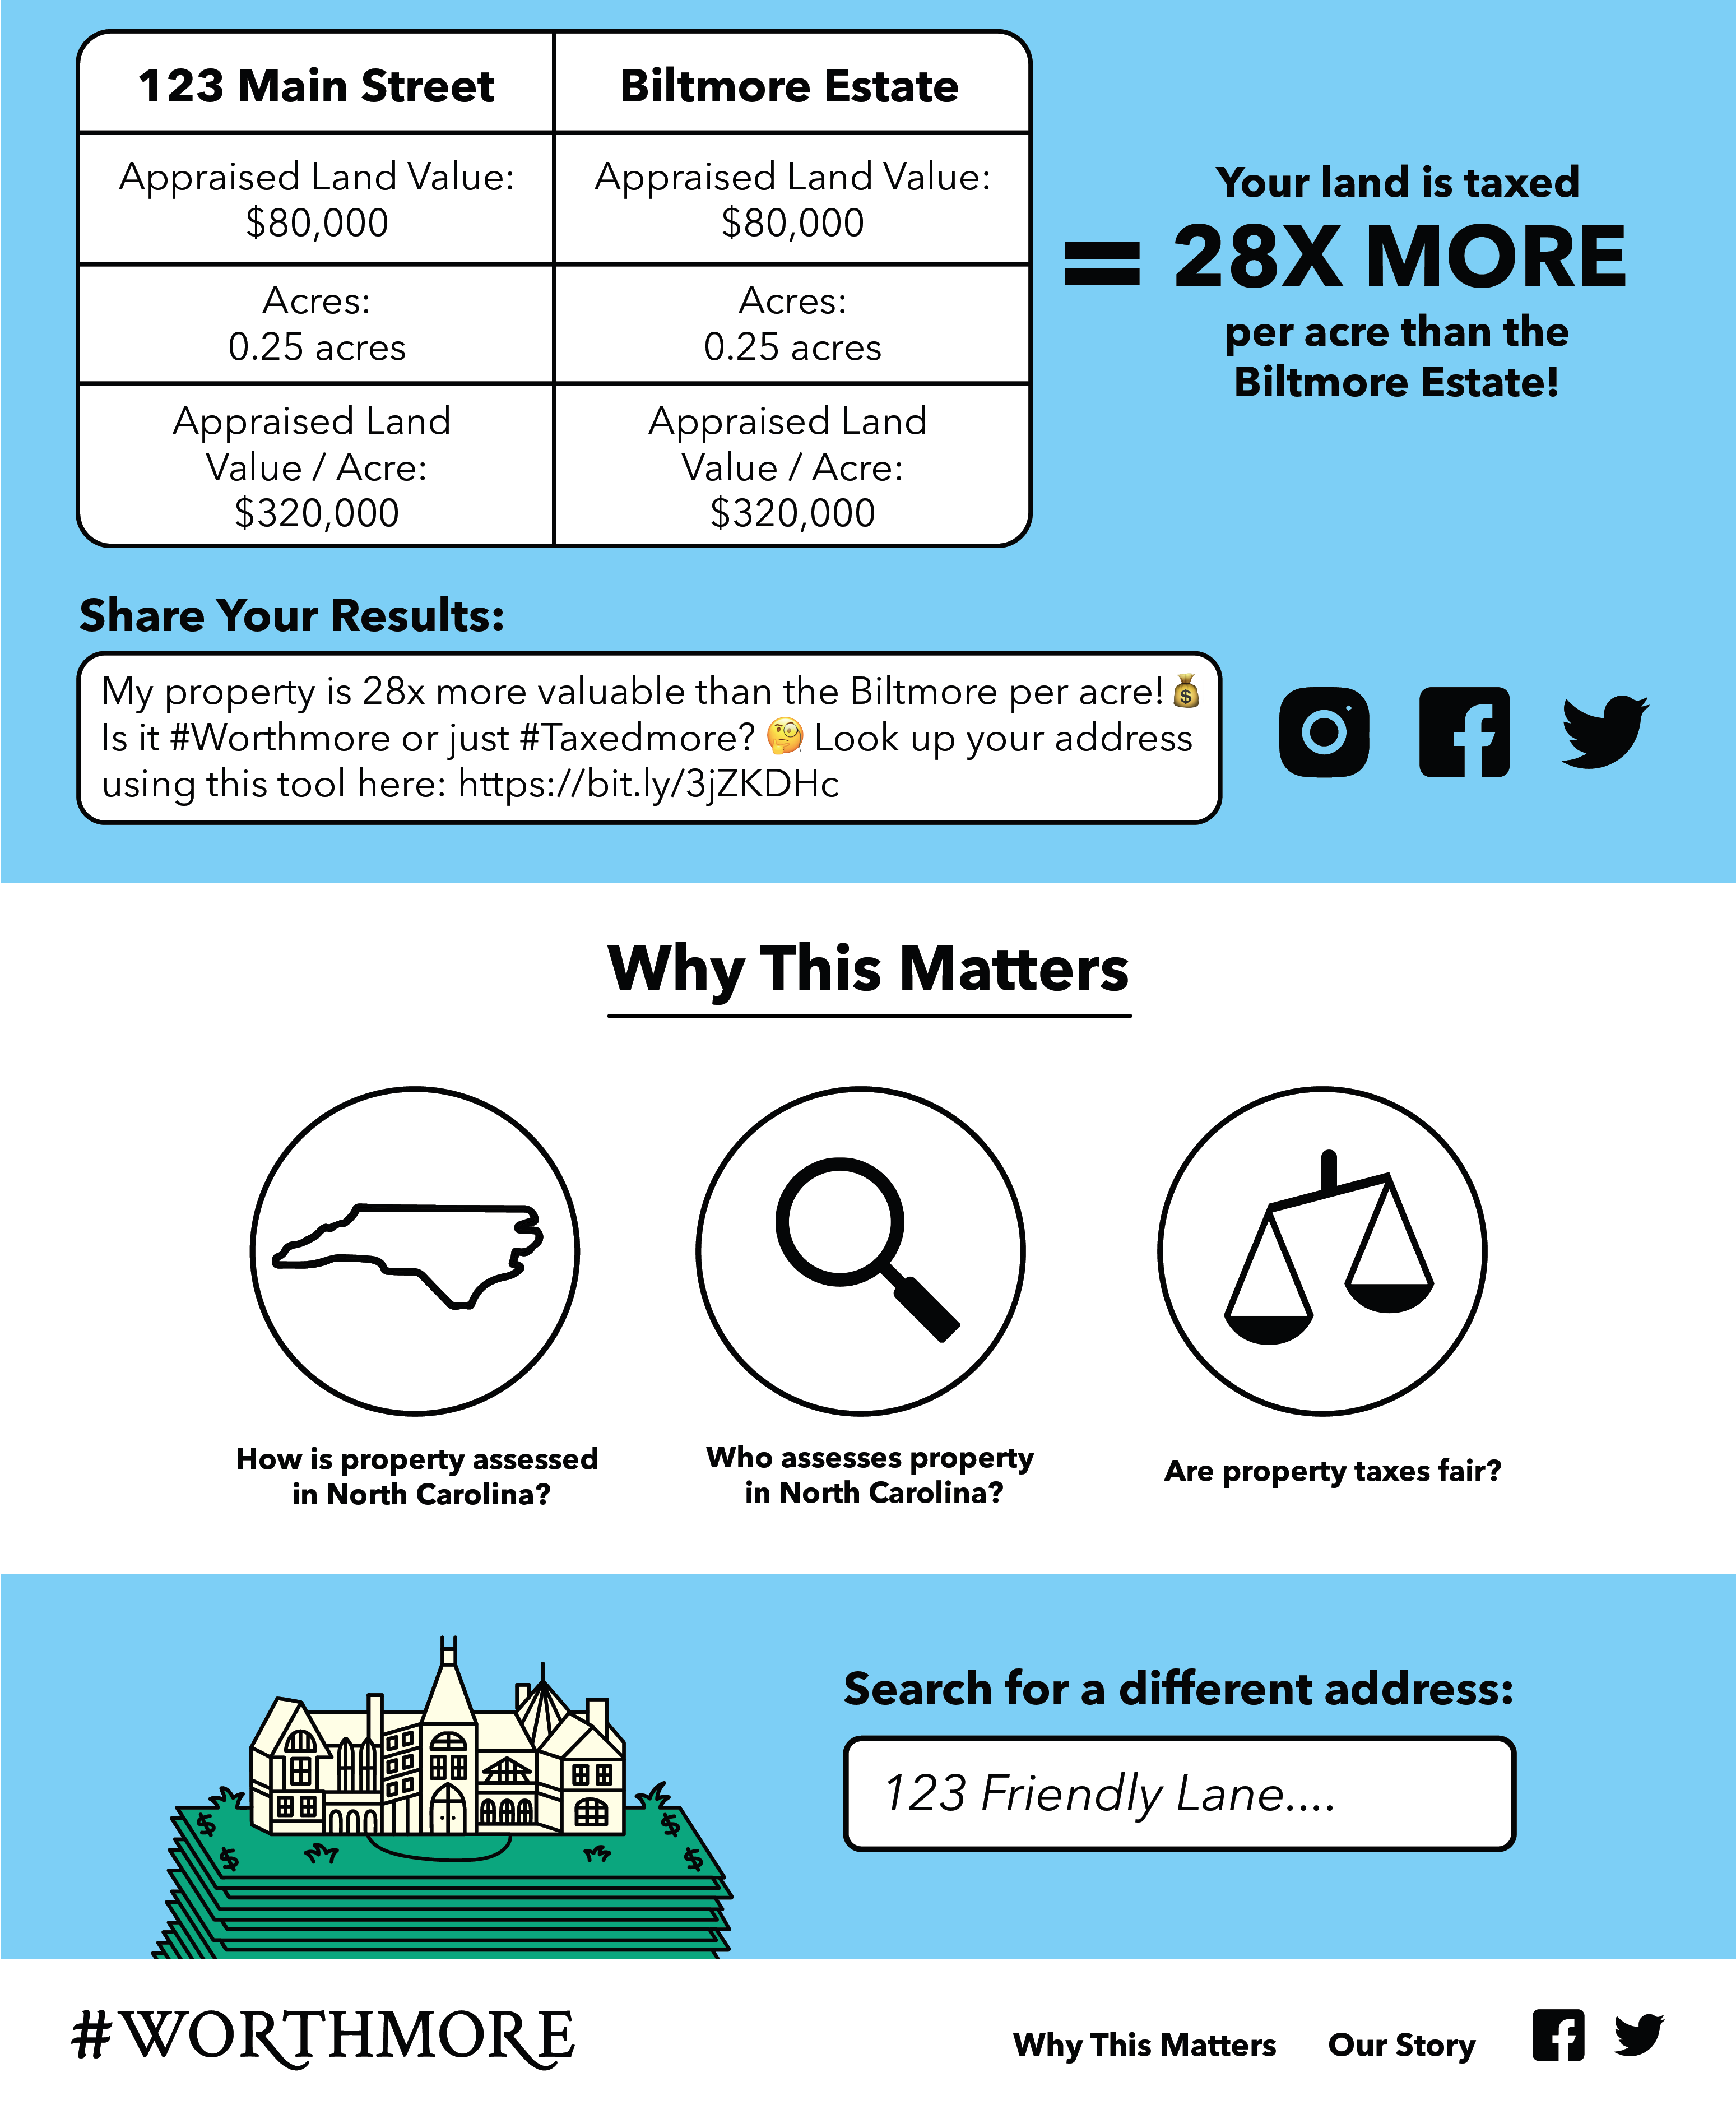 123 Main Street
Biltmore Estate
Appraised Land Value:
$80,000
Appraised Land Value:
$80,000
Acres:
0.25 acres
Acres:
0.25 acres
Appraised Land
Value / Acre:
$320,000
Appraised Land
Value / Acre:
$320,000
=
Your land is taxed
28X MORE
per acre than the
Biltmore Estate!
Share Your Results:
My property is 28x more valuable than the Biltmore per acre!💰
Is it #Worthmore or just #Taxedmore? 🧐 Look up your address
using this tool here: https://bit.ly/3jZKDHc
Why This Matters
How is property assessed
in North Carolina?
Who assesses property
in North Carolina?
Are property taxes fair?
$
$
$
$
Search for a different address:
123 Friendly Lane....
#WORTHMORE
Why This Matters
Our Story